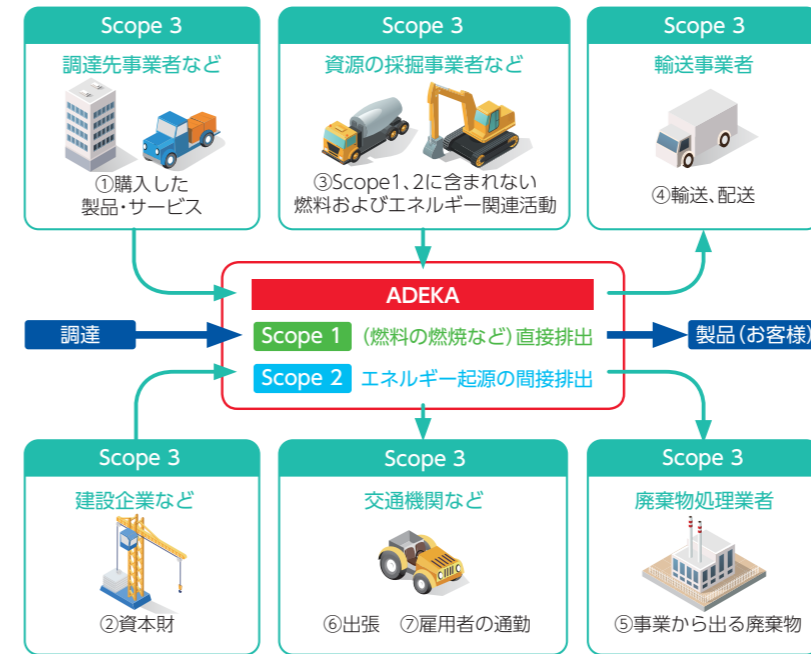 Scope 3
調達先事業者など
①購入した
製品・サービス
Scope 3
資源の採掘事業者など
③Scope1、2に含まれない
燃料およびエネルギー関連活動
Scope 3
輸送事業者
④輸送、配送
ADEKA
調達
Scope 1 (燃料の燃焼など)直接排出
製品(お客様)
Scope 2 エネルギー起源の間接排出
Scope 3
建設企業など
②資本財
Scope 3
交通機関など
⑥出張 ⑦雇用者の通勤
Scope 3
廃棄物処理業者
⑤事業から出る廃棄物